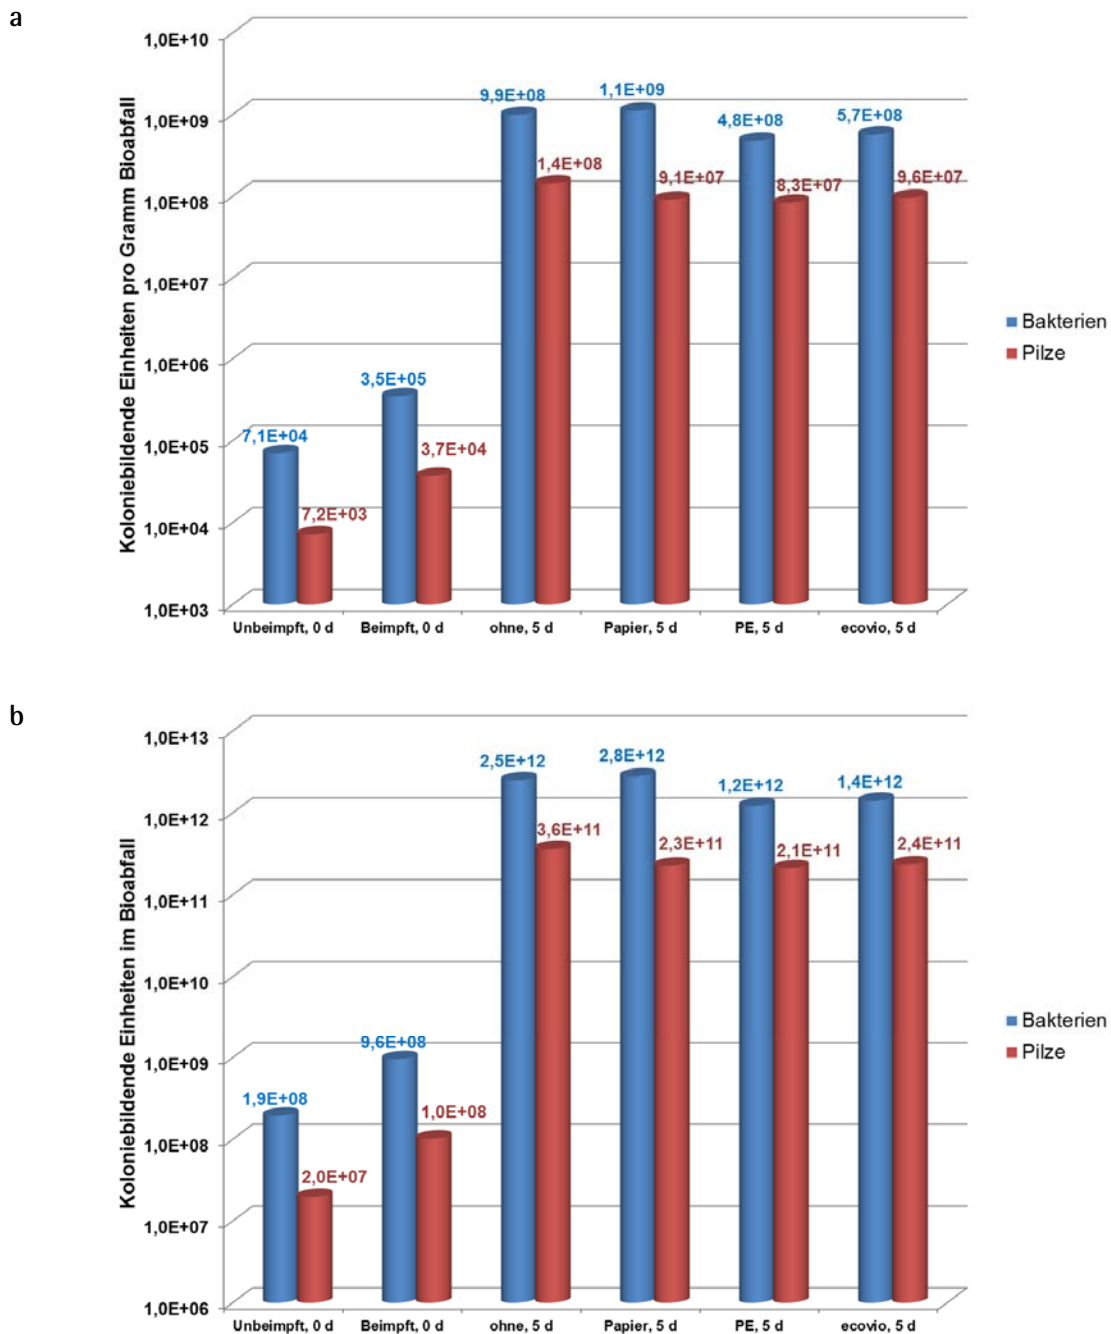 a
Koloniebildende Einheiten pro Gramm Bioabfall
1,0E+10
1,0E+09
1,0E+08
1,0E+07
1,0E+06
1,0E+05
1,0E+04
1,0E+03
7,1E+04
7,2E+03
3,5E+05
3,7E+04
9,9E+08
1,4E+08
1,1E+09
9,1E+07
4,8E+08
8,3E+07
5,7E+08
9,6E+07
Unbeimpft, 0 d
Beimpft, 0 d
ohne, 5 d
Papier, 5 d
PE, 5 d
ecovio, 5 d
Bakterien
Pilze
b
Koloniebildende Einheiten im Bioabfall
1,0E+13
1,0E+12
1,0E+11
1,0E+10
1,0E+09
1,0E+08
1,0E+07
1,0E+06
1,9E+08
2,0E+07
9,6E+08
1,0E+08
2,5E+12
3,6E+11
2,8E+12
2,3E+11
1,2E+12
2,1E+11
1,4E+12
2,4E+11
Unbeimpft, 0 d
Beimpft, 0 d
ohne, 5 d
Papier, 5 d
PE, 5 d
ecovio, 5 d
Bakterien
Pilze